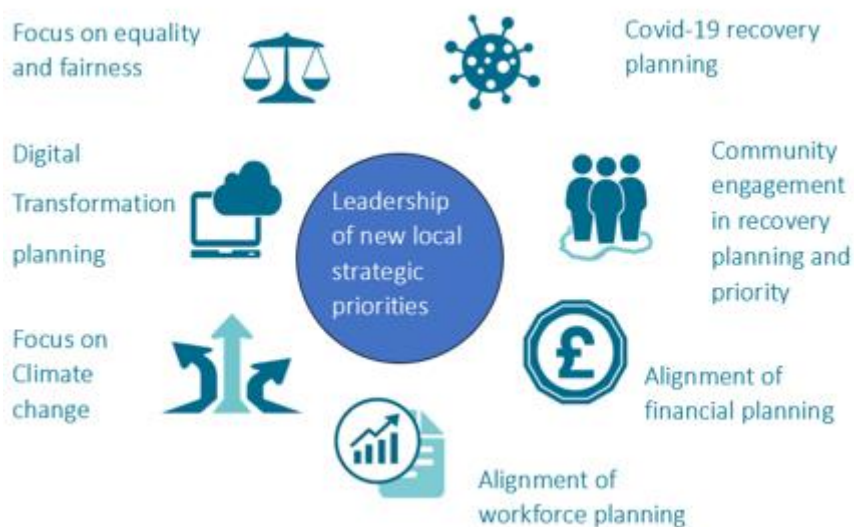 Focus on equality
and fairness
Covid-19 recovery
planning
Digital
Transformation
planning
Leadership
of new local
strategic
priorities
Community
engagement
in recovery
planning and
priority
Focus on
Climate
change
£
Alignment of
financial planning
Alignment of
workforce planning